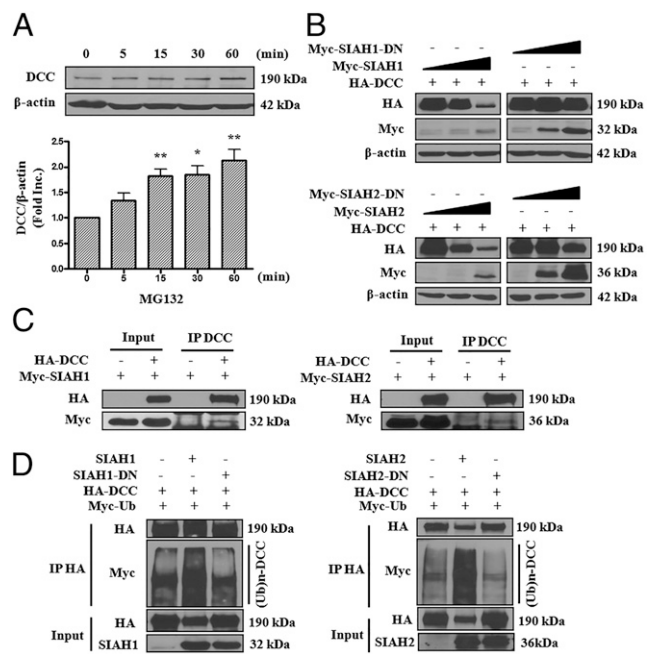 A
0 5 15 30 60 (min)
DCC 190 kDa
β-actin 42 kDa
DCC/β-actin
(Fold Inc.)
2.5
2.0
1.5
1.0
0.5
0.0
** * **
0 5 15 30 60 (min)
MG132
B
Myc-SIAH1-DN - - -
Myc-SIAH1 - - -
HA-DCC + + + + + +
HA 190 kDa
Myc 32 kDa
β-actin 42 kDa
Myc-SIAH2-DN - - -
Myc-SIAH2 - - -
HA-DCC + + + + + +
HA 190 kDa
Myc 36 kDa
β-actin 42 kDa
C
Input IP DCC
HA-DCC - + - +
Myc-SIAH1 + + + +
HA 190 kDa
Myc 32 kDa
Input IP DCC
HA-DCC - + - +
Myc-SIAH2 + + + +
HA 190 kDa
Myc 36 kDa
D
SIAH1 - + -
SIAH1-DN - - +
HA-DCC + + +
Myc-Ub + + +
IP HA
HA 190 kDa
Myc (Ub)n-DCC
Input
HA 190 kDa
SIAH1 32 kDa
SIAH2 - + -
SIAH2-DN - - +
HA-DCC + + +
Myc-Ub + + +
IP HA
HA 190 kDa
Myc (Ub)n-DCC
Input
HA 190 kDa
SIAH2 36kDa